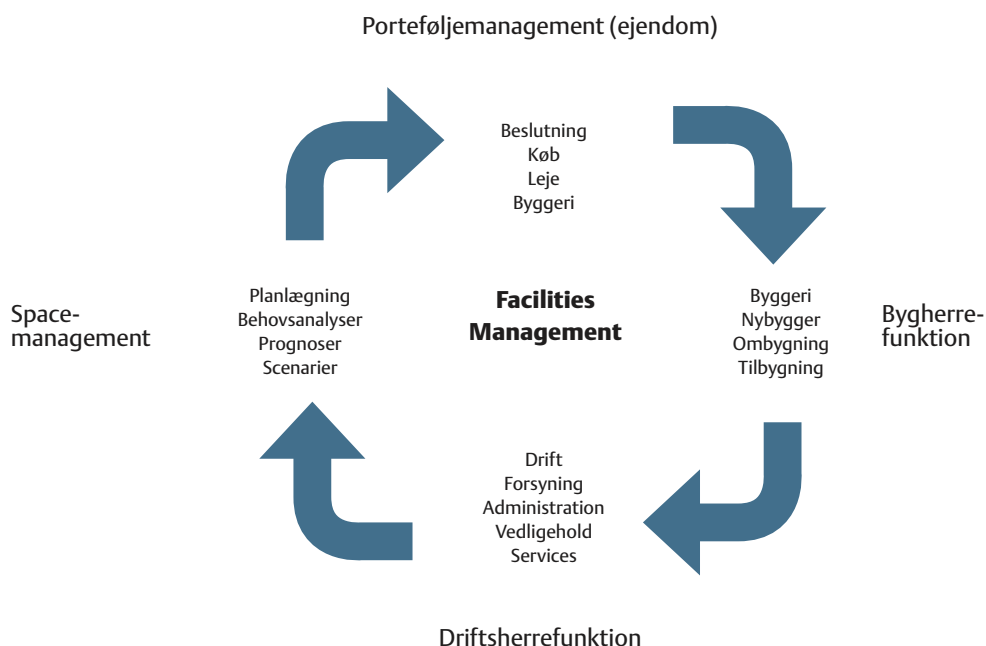 Porteføljemanagement (ejendom)
Beslutning
Køb
Leje
Byggeri
Space-
management
Planlægning
Behovsanalyser
Prognoser
Scenarier
Facilities
Management
Byggeri
Nybygger
Ombygning
Tilbygning
Bygherre-
funktion
Drift
Forsyning
Administration
Vedligehold
Services
Driftsherrefunktion